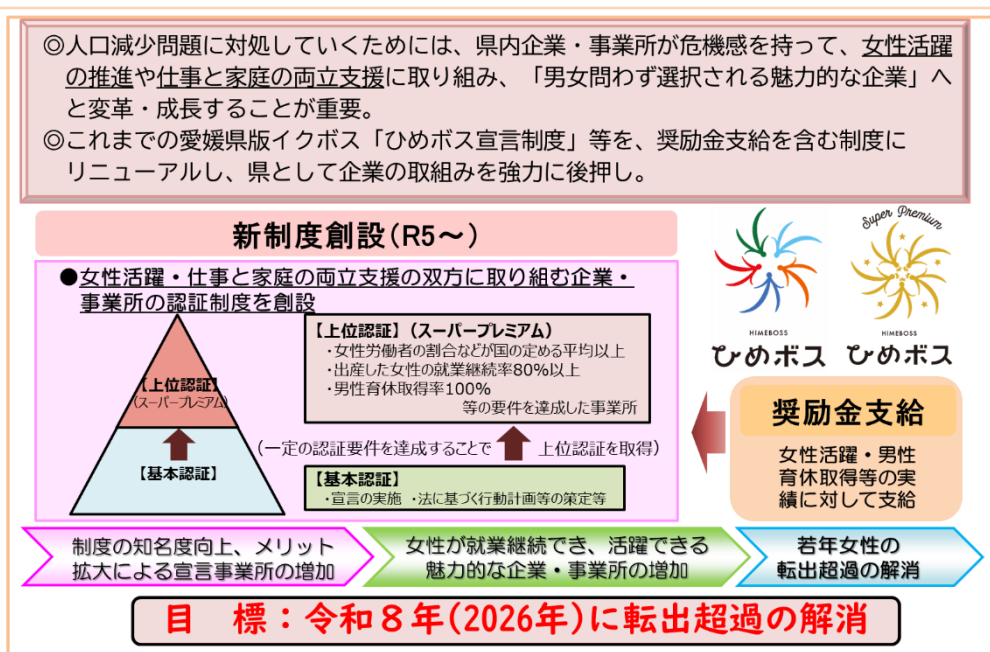 ◎人口減少問題に対処していくためには、県内企業・事業所が危機感を持って、女性活躍
の推進や仕事と家庭の両立支援に取り組み、「男女問わず選択される魅力的な企業」へ
と変革・成長することが重要。
◎これまでの愛媛県版イクボス「ひめボス宣言制度」等を、奨励金支給を含む制度に
リニューアルし、県として企業の取組みを強力に後押し。
新制度創設(R5～)
●女性活躍・仕事と家庭の両立支援の双方に取り組む企業・
事業所の認証制度を創設
【上位認証】
(スーパープレミアム)
【基本認証】
【上位認証】(スーパープレミアム)
・女性労働者の割合などが国の定める平均以上
・出産した女性の就業継続率80%以上
・男性育休取得率100%
等の要件を達成した事業所
(一定の認証要件を達成することで 上位認証を取得)
【基本認証】
・宣言の実施 ・法に基づく行動計画等の策定等
HIMEBOSS
ひめボス
Super Premium
HIMEBOSS
ひめボス
奨励金支給
女性活躍・男性
育休取得等の実
績に対して支給
制度の知名度向上、メリット
拡大による宣言事業所の増加
女性が就業継続でき、活躍できる
魅力的な企業・事業所の増加
若年女性の
転出超過の解消
目 標：令和８年(2026年)に転出超過の解消